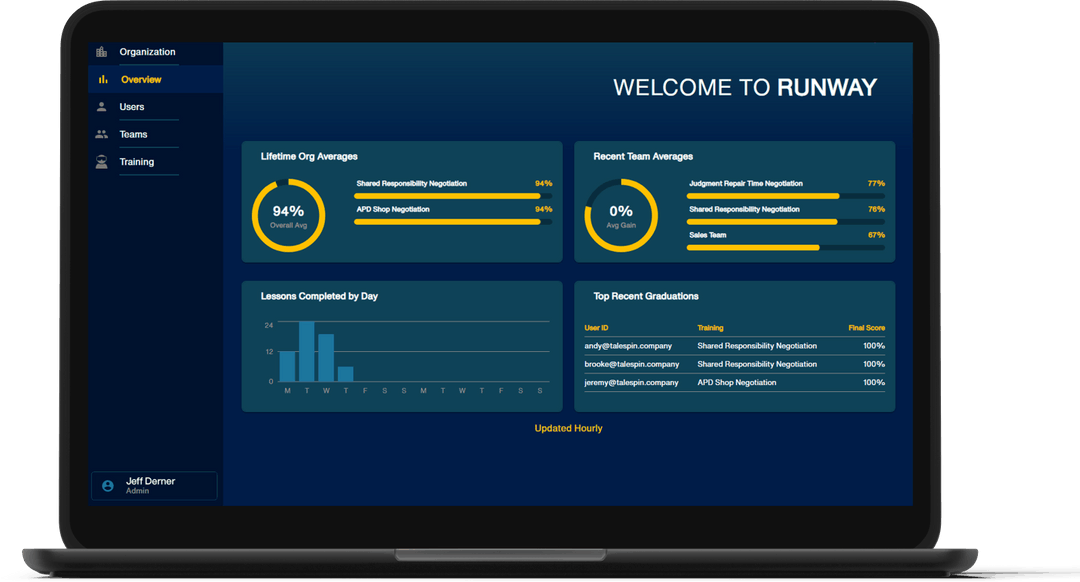 Organization
Overview
Users
Teams
Training
WELCOME TO RUNWAY
Lifetime Org Averages
94%
Overall Avg
Shared Responsibility Negotiation 94%
APD Shop Negotiation 94%
Recent Team Averages
0%
Avg Gain
Judgment Repair Time Negotiation 77%
Shared Responsibility Negotiation 76%
Sales Team 67%
Lessons Completed by Day
24
12
0
M T W T F S S M T W T F S S
Top Recent Graduations
User ID Training Final Score
andy@talespin.company Shared Responsibility Negotiation 100%
brooke@talespin.company Shared Responsibility Negotiation 100%
jeremy@talespin.company APD Shop Negotiation 100%
Updated Hourly
Jeff Derner
Admin